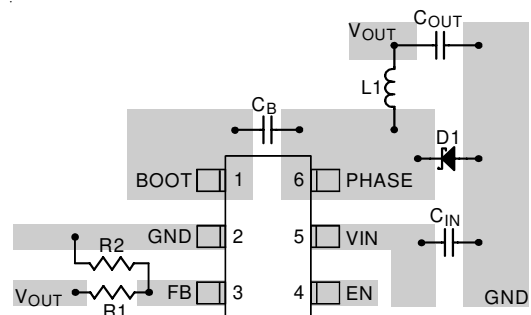 COUT
VOUT
L1
CB
D1
BOOT 1 6 PHASE
CIN
GND 2 5 VIN
R2
VOUT R1 FB 3 4 EN GND